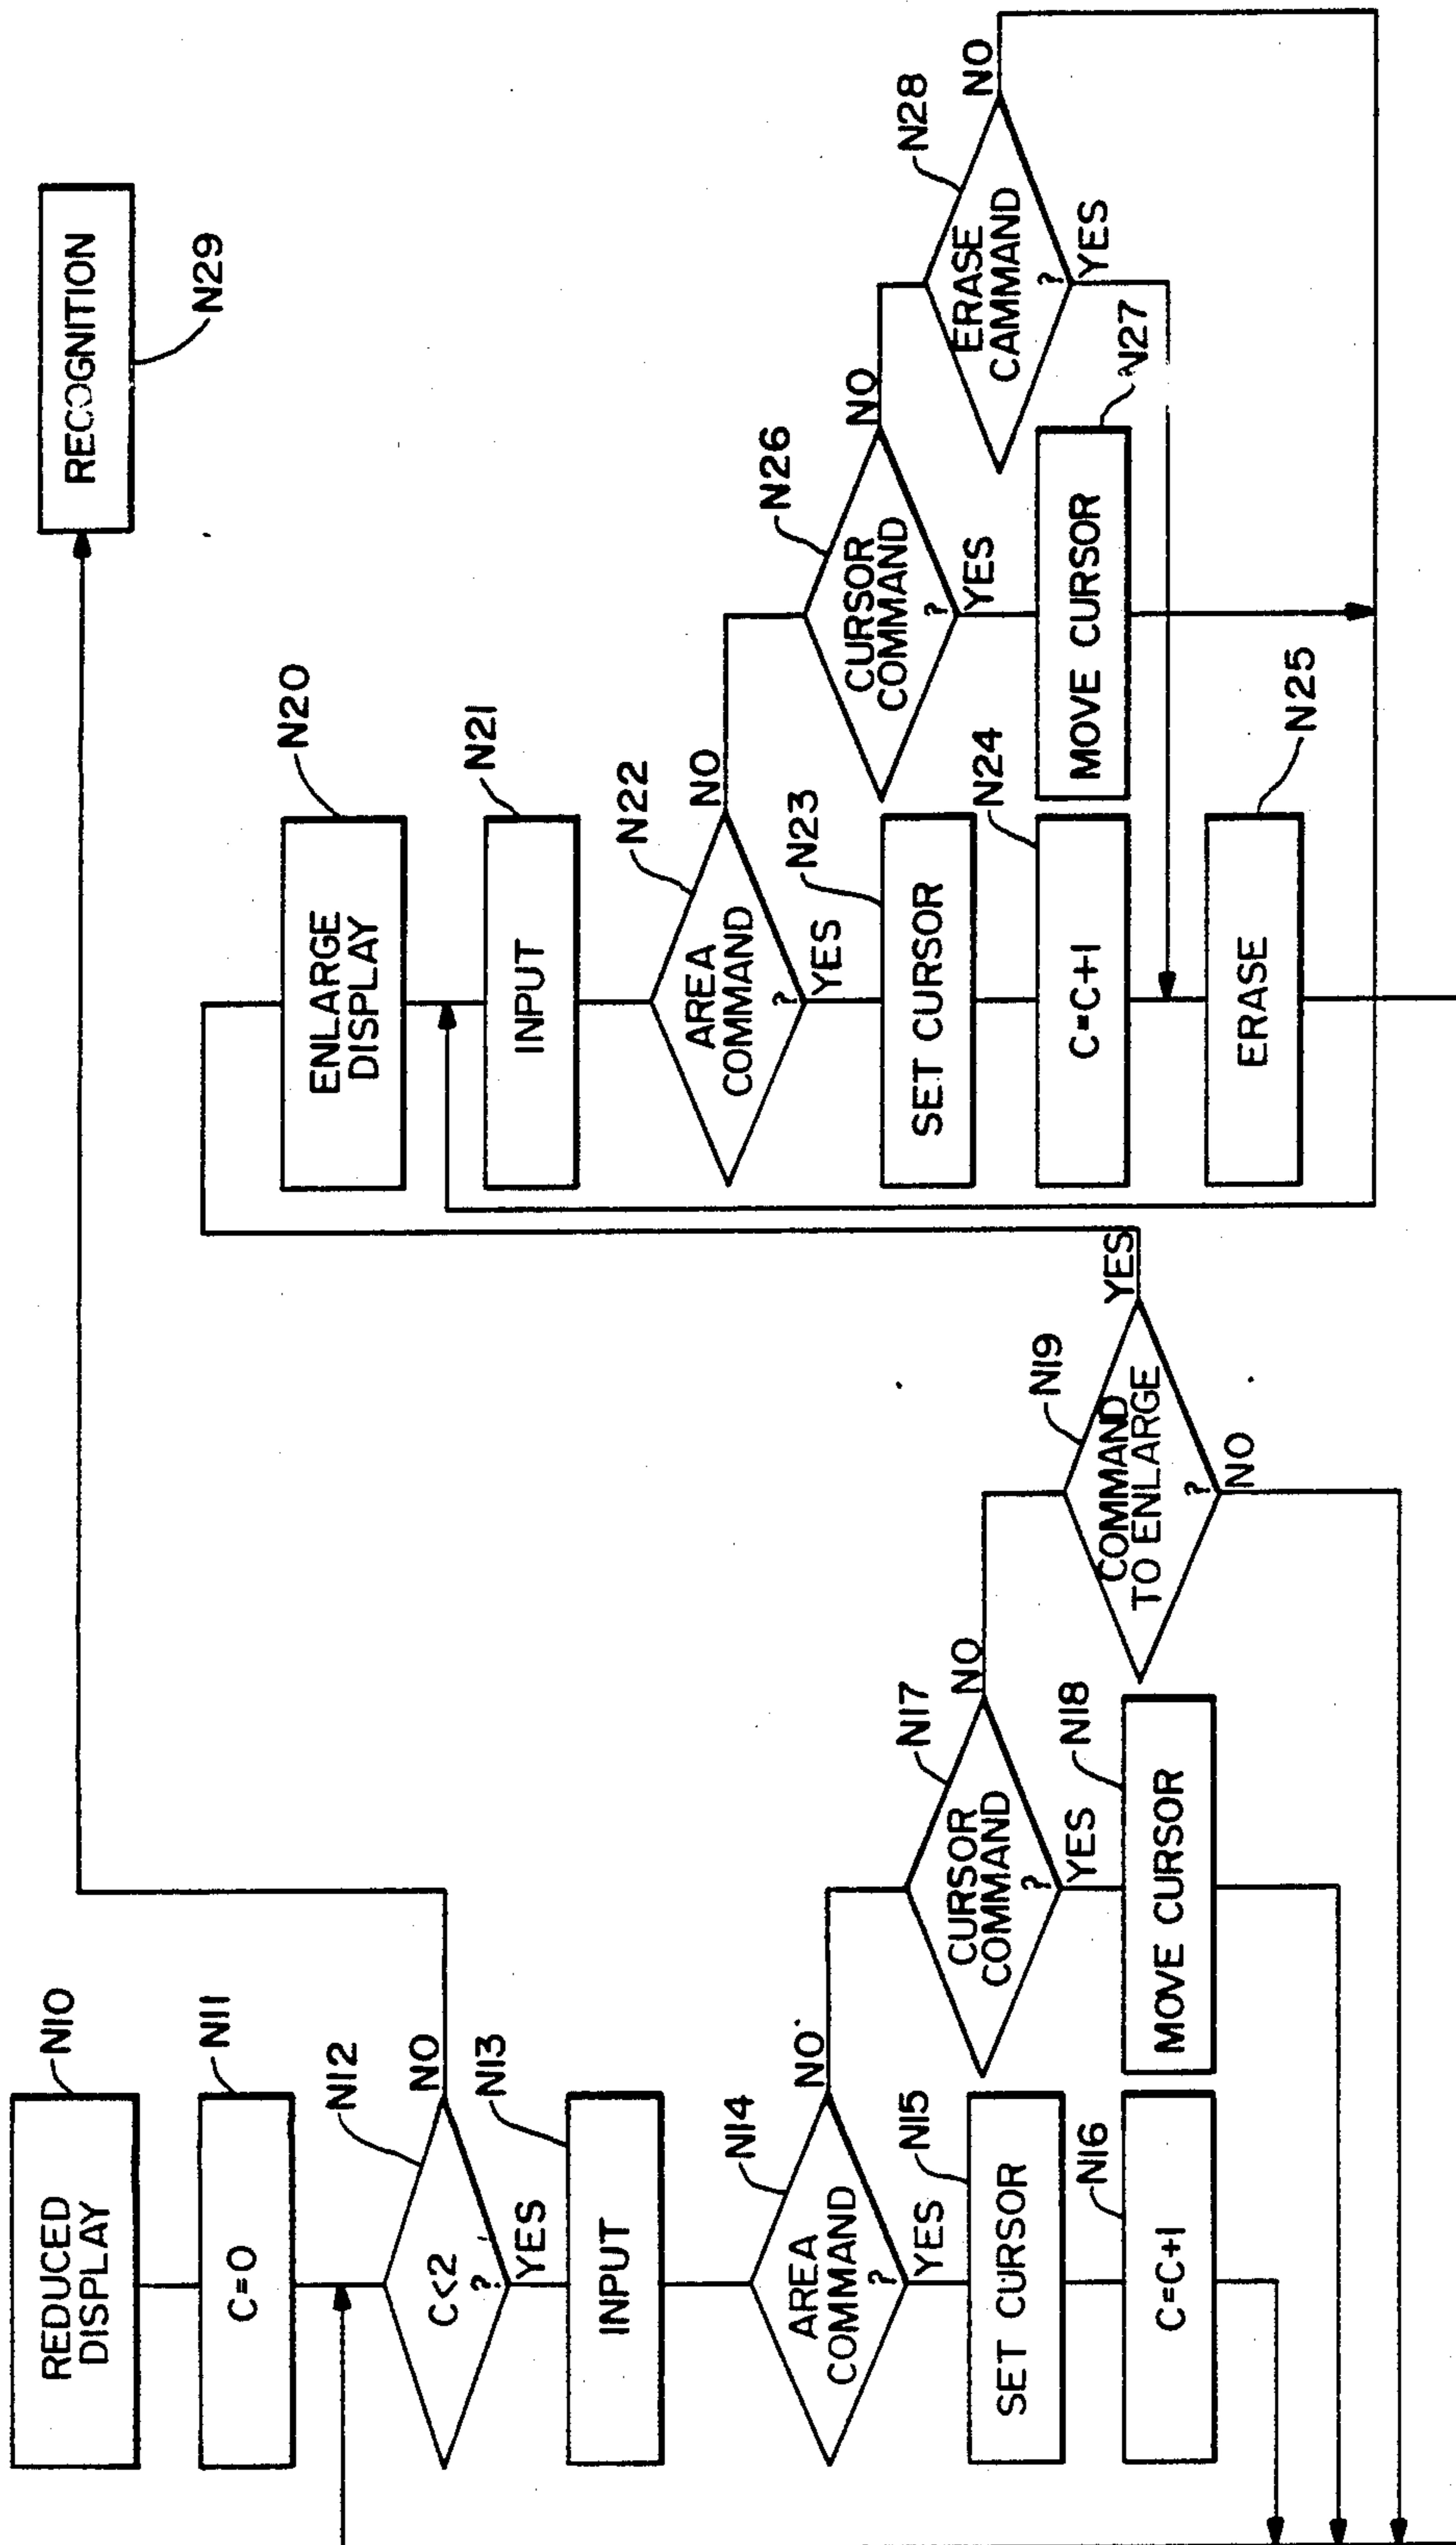 REDUCED
DISPLAY
N10
C=0
N11
C<2
?
N12
NO
YES
INPUT
N13
AREA
COMMAND
?
N14
NO
YES
SET CURSOR
N15
C=C+1
N16
CURSOR
COMMAND
?
N17
NO
YES
MOVE CURSOR
N18
COMMAND
TO ENLARGE
?
N19
YES
NO
ENLARGE
DISPLAY
N20
INPUT
N21
AREA
COMMAND
?
N22
NO
YES
SET CURSOR
N23
C=C+1
N24
ERASE
N25
CURSOR
COMMAND
?
N26
NO
YES
MOVE CURSOR
N27
ERASE
CAMMAND
?
N28
NO
YES
RECOGNITION
N29